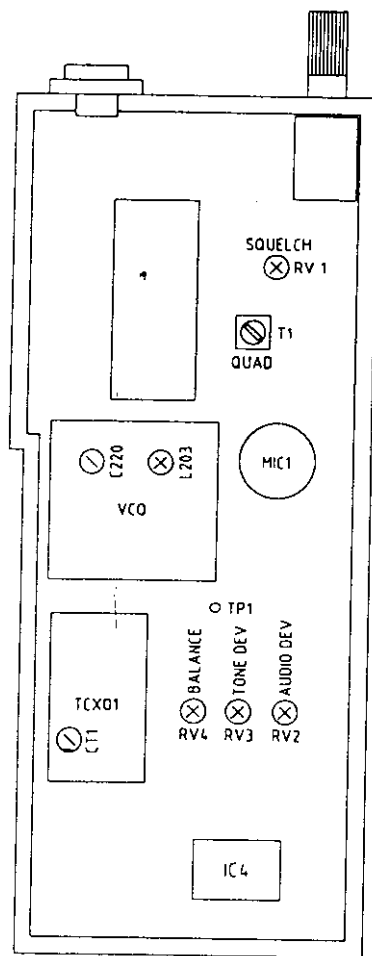 SQUELCH
RV 1
T1
QUAD
C220
L203
VCO
MIC1
TP1
BALANCE
TONE DEV
AUDIO DEV
TCXO1
RV4
RV3
RV2
IC4